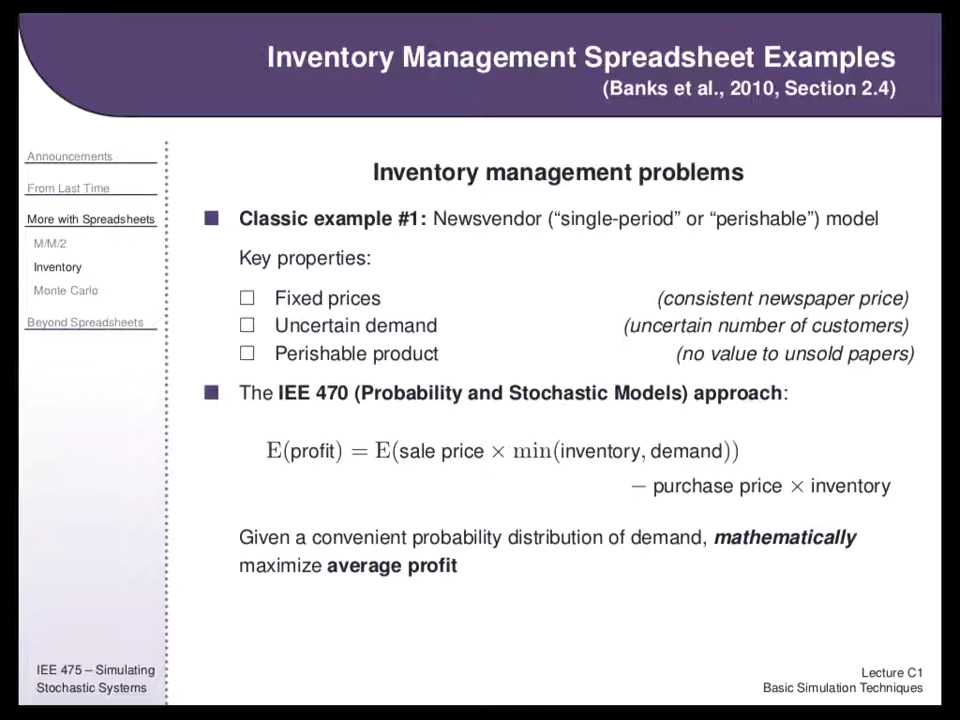 Inventory Management Spreadsheet Examples
(Banks et al., 2010, Section 2.4)
Announcements
From Last Time
More with Spreadsheets
M/M/2
Inventory
Monte Carlo
Beyond Spreadsheets
Inventory management problems
Classic example #1: Newsvendor (“single-period” or “perishable”) model
Key properties:
Fixed prices (consistent newspaper price)
Uncertain demand (uncertain number of customers)
Perishable product (no value to unsold papers)
The IEE 470 (Probability and Stochastic Models) approach:
E(profit) = E(sale price × min(inventory, demand))
− purchase price × inventory
Given a convenient probability distribution of demand, mathematically
maximize average profit
IEE 475 – Simulating
Stochastic Systems
Lecture C1
Basic Simulation Techniques